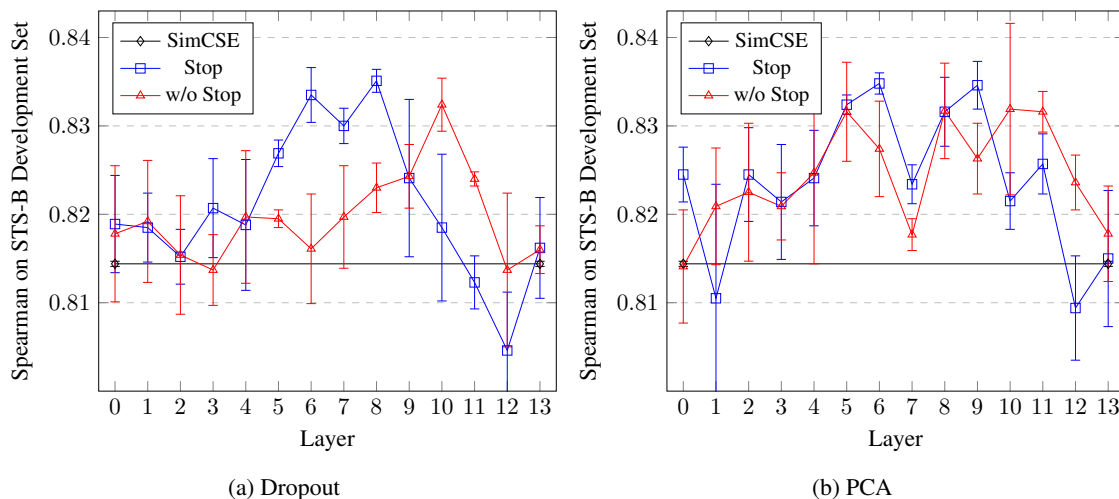 Spearman on STS-B Development Set
0.84
0.83
0.82
0.81
SimCSE
Stop
w/o Stop
0 1 2 3 4 5 6 7 8 9 10 11 12 13
Layer
(a) Dropout
Spearman on STS-B Development Set
0.84
0.83
0.82
0.81
SimCSE
Stop
w/o Stop
0 1 2 3 4 5 6 7 8 9 10 11 12 13
Layer
(b) PCA